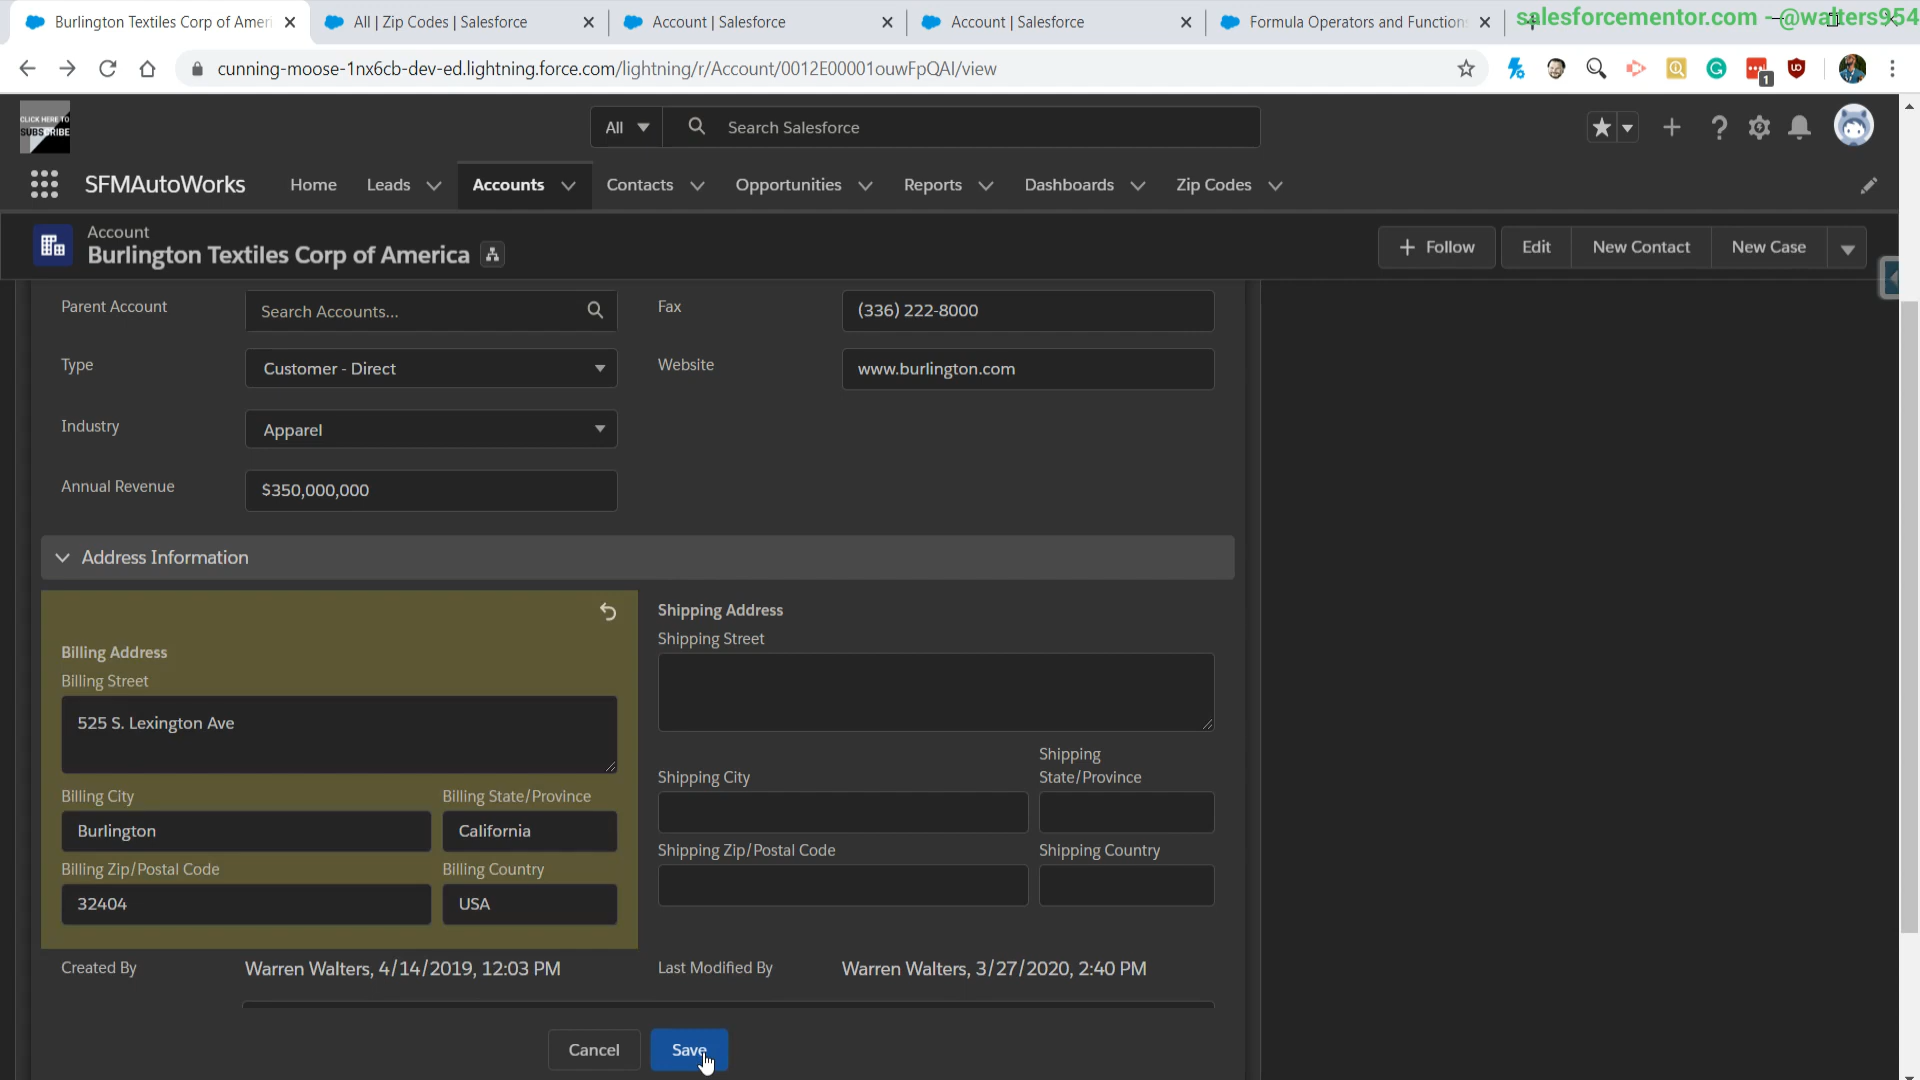 Burlington Textiles Corp of Ameri
All | Zip Codes | Salesforce
Account | Salesforce
Account | Salesforce
Formula Operators and Function
salesforcementor.com - @walters954
cunning-moose-1nx6cb-dev-ed.lightning.force.com/lightning/r/Account/0012E00001ouwFpQAI/view
1
CLICK HERE TO
SUBSCRIBE
All
Search Salesforce
SFMAutoWorks
Home
Leads
Accounts
Contacts
Opportunities
Reports
Dashboards
Zip Codes
Account
Burlington Textiles Corp of America
Follow
Edit
New Contact
New Case
Parent Account
Search Accounts...
Fax
(336) 222-8000
Type
Customer - Direct
Website
www.burlington.com
Industry
Apparel
Annual Revenue
$350,000,000
Address Information
Billing Address
Billing Street
525 S. Lexington Ave
Billing City
Billing State/Province
Burlington
California
Billing Zip/Postal Code
Billing Country
32404
USA
Shipping Address
Shipping Street
Shipping City
Shipping
State/Province
Shipping Zip/Postal Code
Shipping Country
Created By
Warren Walters, 4/14/2019, 12:03 PM
Last Modified By
Warren Walters, 3/27/2020, 2:40 PM
Cancel
Save